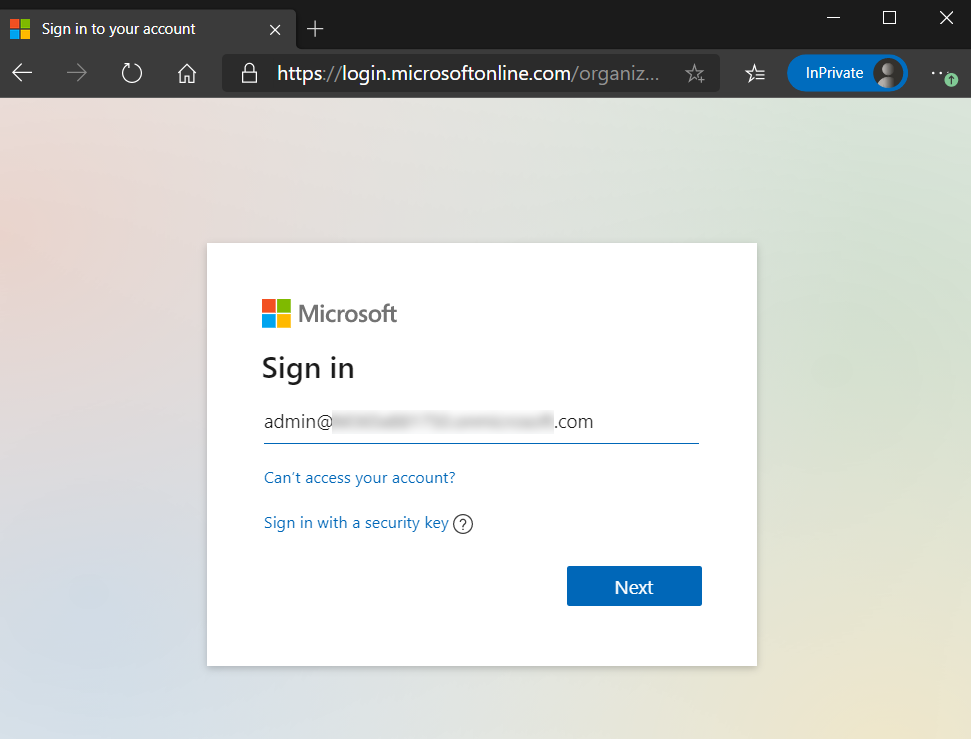 Sign in to your account
https://login.microsoftonline.com/organiz...
InPrivate
Microsoft
Sign in
admin@ .com
Can't access your account?
Sign in with a security key ?
Next